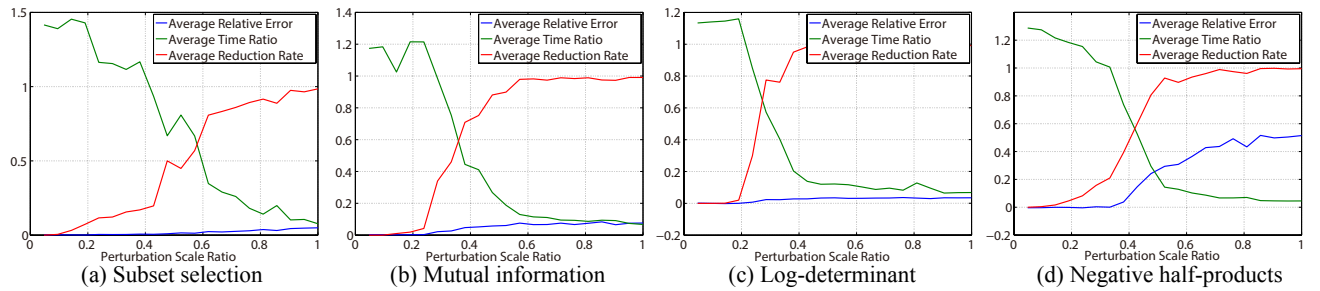 1.5
1
0.5
0
0
0.2
0.4
0.6
0.8
1
Average Relative Error
Average Time Ratio
Average Reduction Rate
Perturbation Scale Ratio
(a) Subset selection
1.4
1.2
1
0.8
0.6
0.4
0.2
0
0
0.2
0.4
0.6
0.8
1
Average Relative Error
Average Time Ratio
Average Reduction Rate
Perturbation Scale Ratio
(b) Mutual information
1.2
1
0.8
0.6
0.4
0.2
0
−0.2
0
0.2
0.4
0.6
0.8
1
Average Relative Error
Average Time Ratio
Average Reduction Rate
Perturbation Scale Ratio
(c) Log-determinant
1.4
1.2
1
0.8
0.6
0.4
0.2
0
−0.2
0
0.2
0.4
0.6
0.8
1
Average Relative Error
Average Time Ratio
Average Reduction Rate
Perturbation Scale Ratio
(d) Negative half-products